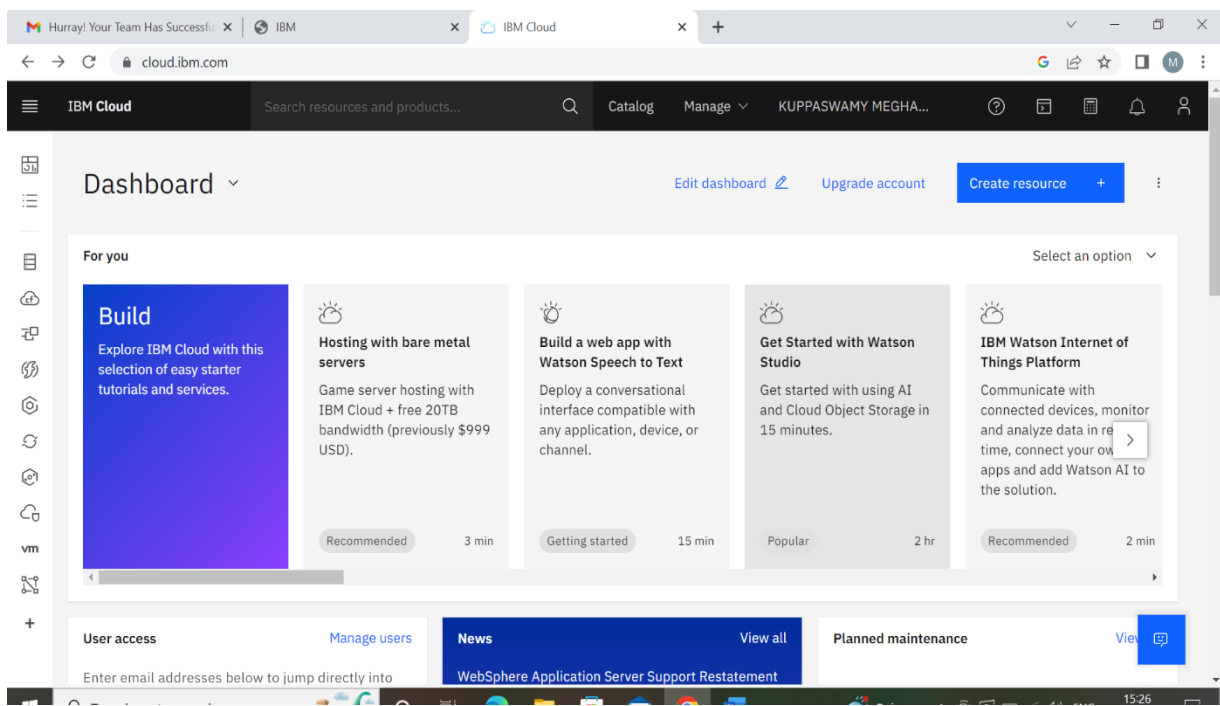 Hurray! Your Team Has Successfu
IBM
IBM Cloud
cloud.ibm.com
G
M
IBM Cloud
Search resources and products...
Catalog
Manage
KUPPASWAMY MEGHA...
Dashboard
Edit dashboard
Upgrade account
Create resource +
For you
Select an option
Build
Explore IBM Cloud with this
selection of easy starter
tutorials and services.
Hosting with bare metal
servers
Game server hosting with
IBM Cloud + free 20TB
bandwidth (previously $999
USD).
Recommended
3 min
Build a web app with
Watson Speech to Text
Deploy a conversational
interface compatible with
any application, device, or
channel.
Getting started
15 min
Get Started with Watson
Studio
Get started with using AI
and Cloud Object Storage in
15 minutes.
Popular
2 hr
IBM Watson Internet of
Things Platform
Communicate with
connected devices, monitor
and analyze data in re
time, connect your ow
apps and add Watson AI to
the solution.
Recommended
2 min
cf
vm
User access
Manage users
Enter email addresses below to jump directly into
News
View all
WebSphere Application Server Support Restatement
Planned maintenance
15:26